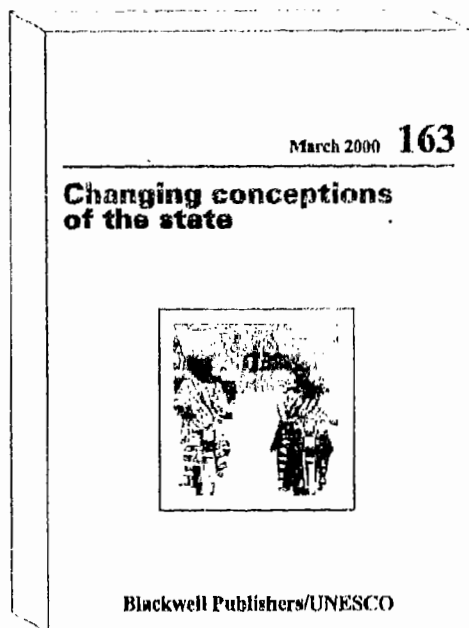 March 2000 163
Changing conceptions
of the state
Blackwell Publishers/UNESCO